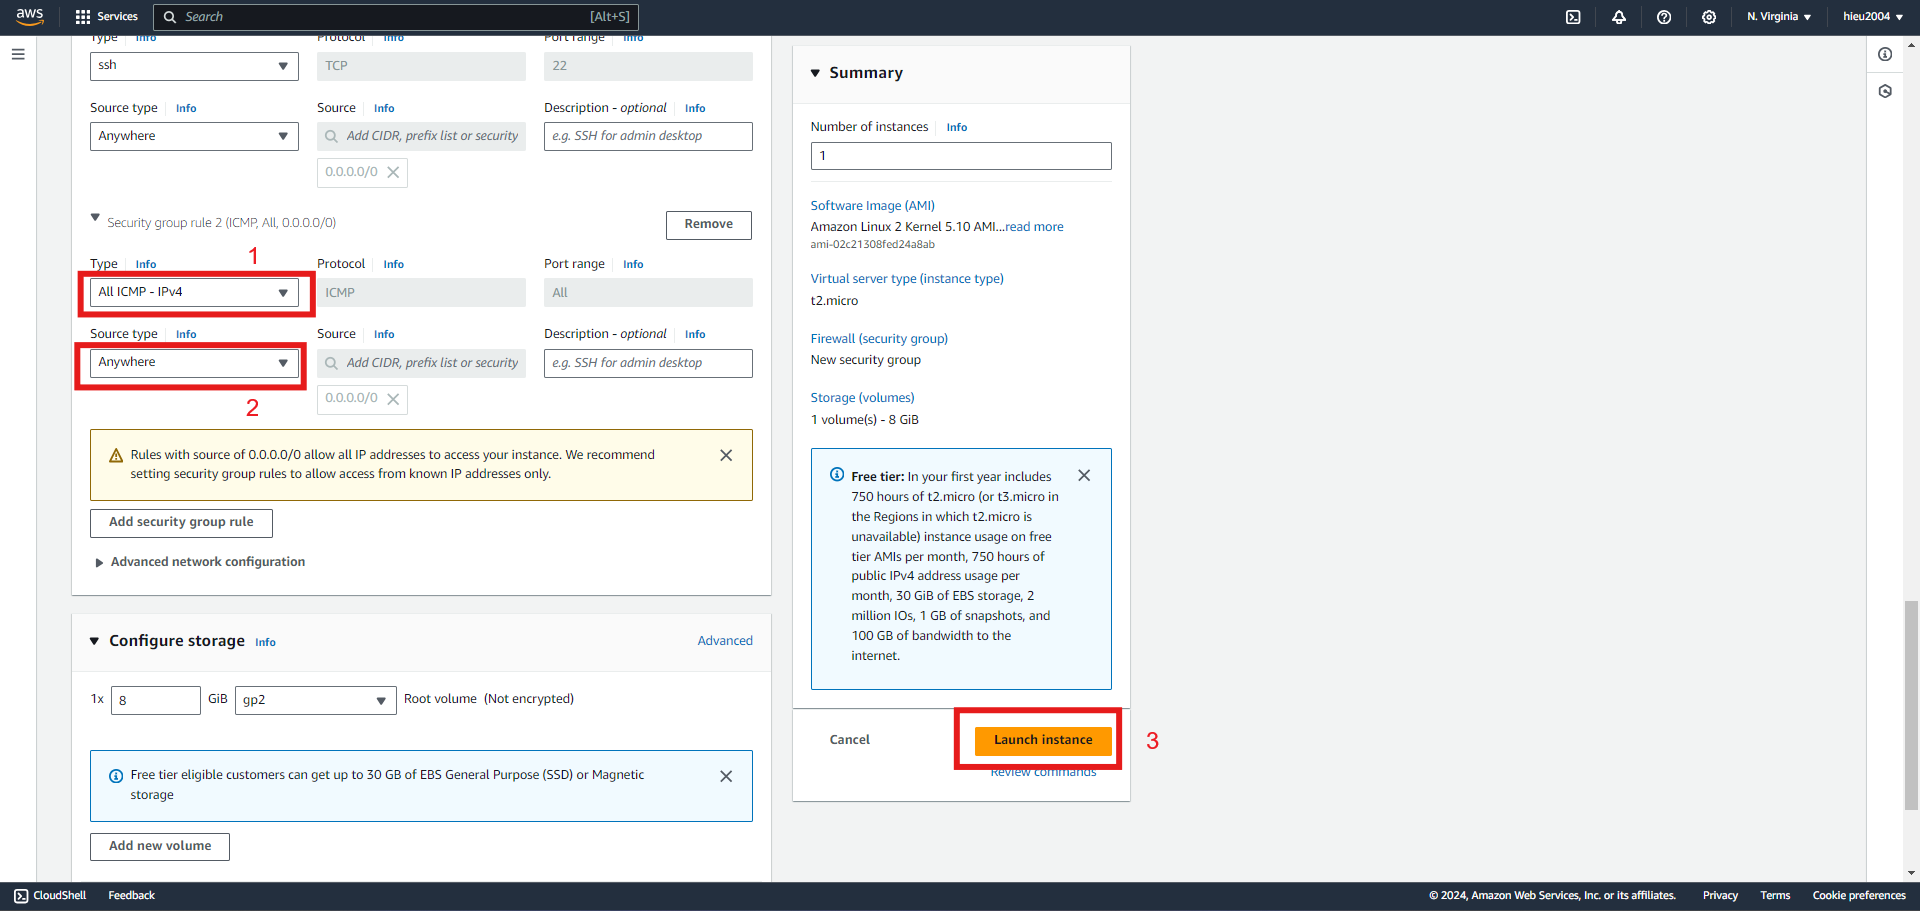 aws
Services
Search
[Alt+S]
N. Virginia
hieu2004
Type Info
Protocol Info
Port range Info
ssh
TCP
22
Source type Info
Source Info
Description - optional Info
Anywhere
Add CIDR, prefix list or security
e.g. SSH for admin desktop
0.0.0.0/0
Security group rule 2 (ICMP, All, 0.0.0.0/0)
Remove
1
Type Info
Protocol Info
Port range Info
All ICMP - IPv4
ICMP
All
Source type Info
Source Info
Description - optional Info
Anywhere
Add CIDR, prefix list or security
e.g. SSH for admin desktop
0.0.0.0/0
2
Rules with source of 0.0.0.0/0 allow all IP addresses to access your instance. We recommend
setting security group rules to allow access from known IP addresses only.
Add security group rule
Advanced network configuration
Configure storage Info
Advanced
1x
8
GiB
gp2
Root volume (Not encrypted)
Free tier eligible customers can get up to 30 GB of EBS General Purpose (SSD) or Magnetic
storage
Add new volume
Summary
Number of instances Info
1
Software Image (AMI)
Amazon Linux 2 Kernel 5.10 AMI...read more
ami-02c21308fed24a8ab
Virtual server type (instance type)
t2.micro
Firewall (security group)
New security group
Storage (volumes)
1 volume(s) - 8 GiB
Free tier: In your first year includes
750 hours of t2.micro (or t3.micro in
the Regions in which t2.micro is
unavailable) instance usage on free
tier AMIs per month, 750 hours of
public IPv4 address usage per
month, 30 GiB of EBS storage, 2
million IOs, 1 GB of snapshots, and
100 GB of bandwidth to the
internet.
Cancel
Launch instance
3
Review commands
CloudShell
Feedback
© 2024, Amazon Web Services, Inc. or its affiliates.
Privacy
Terms
Cookie preferences